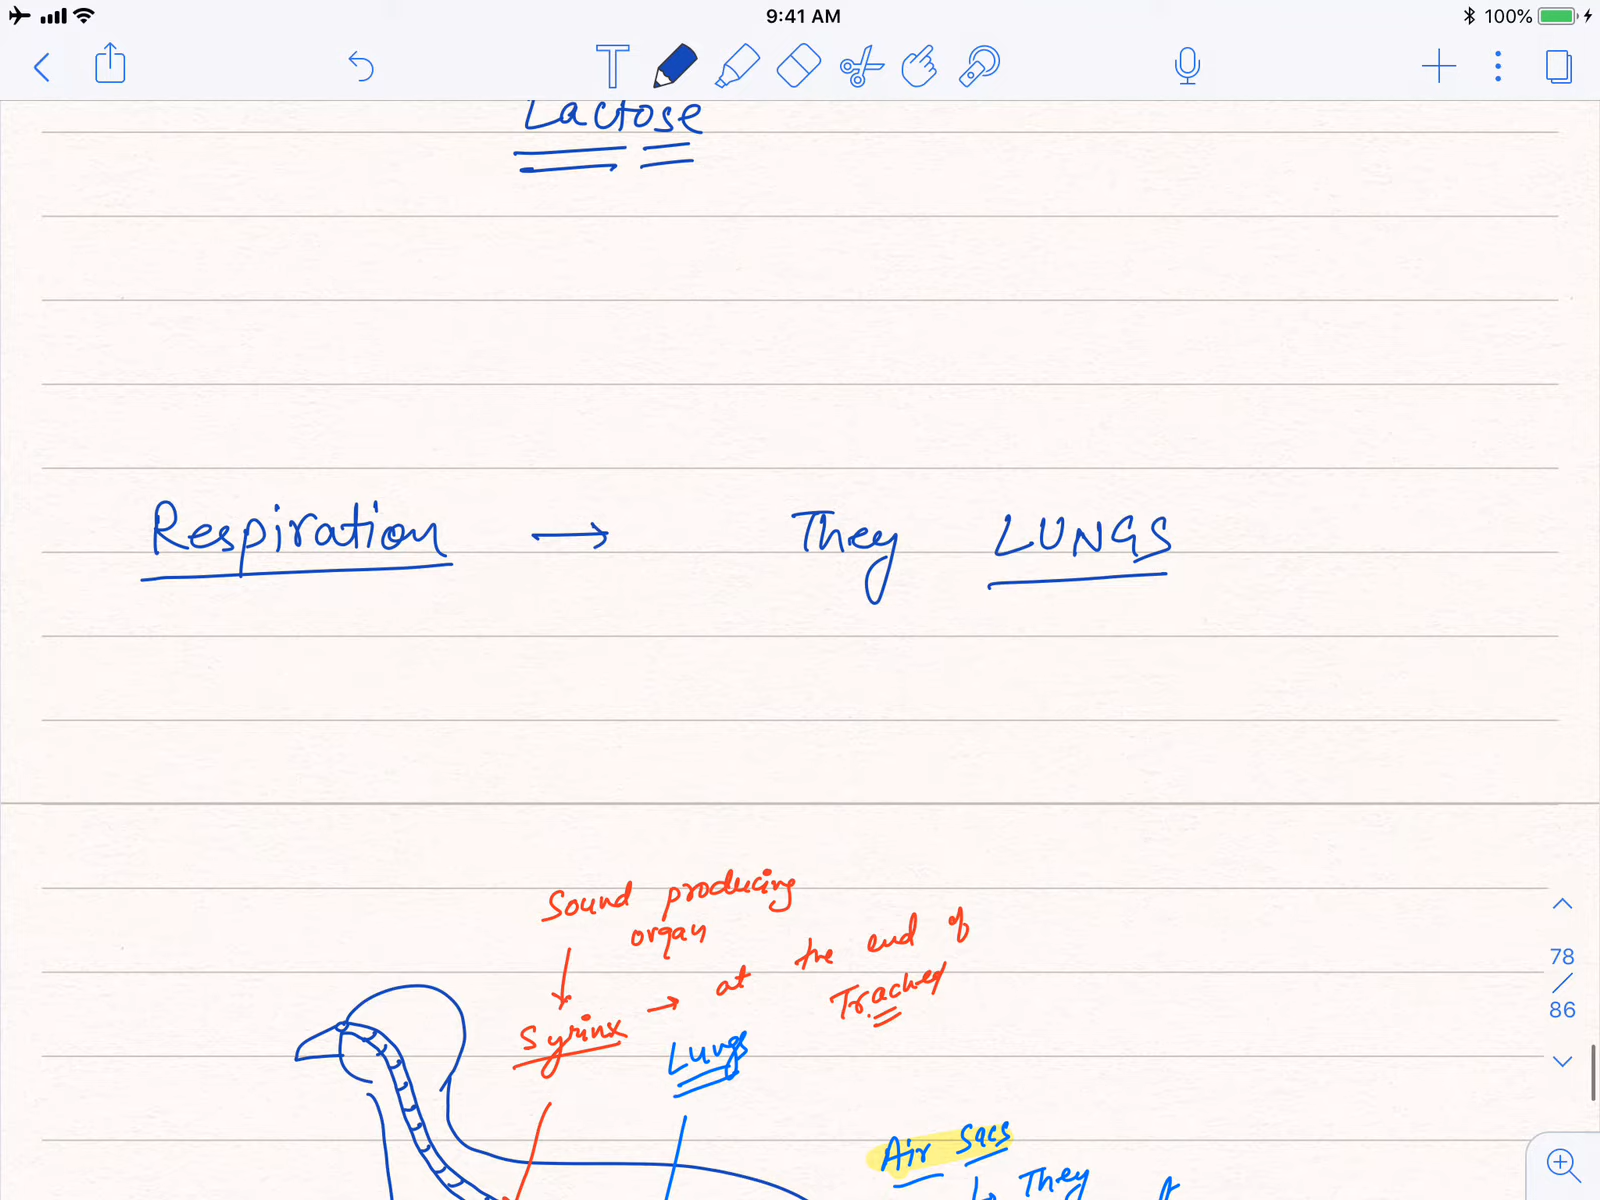 9:41 AM
100%
T
Lactose
Respiration → They LUNGS
Sound producing
organ
Syrinx → at the end of
Trachea
Lungs
Air Sacs
They
78
/
86